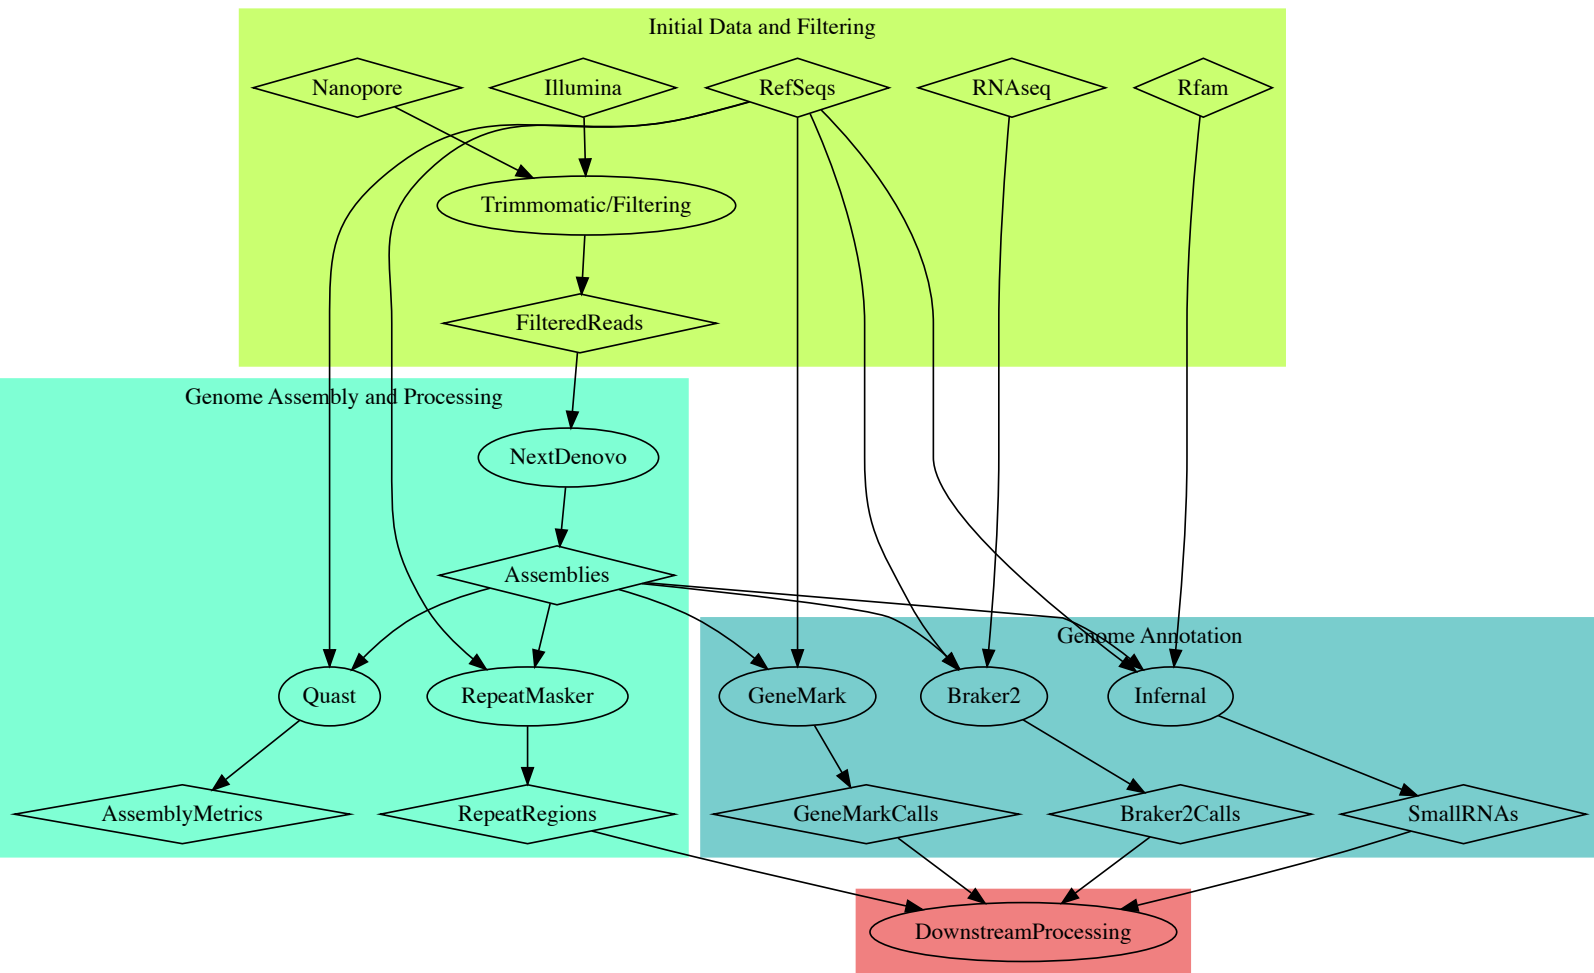 Initial Data and Filtering
Nanopore
Illumina
RefSeqs
RNAseq
Rfam
Trimmomatic/Filtering
FilteredReads
Genome Assembly and Processing
NextDenovo
Assemblies
Genome Annotation
Quast
RepeatMasker
GeneMark
Braker2
Infernal
AssemblyMetrics
RepeatRegions
GeneMarkCalls
Braker2Calls
SmallRNAs
DownstreamProcessing